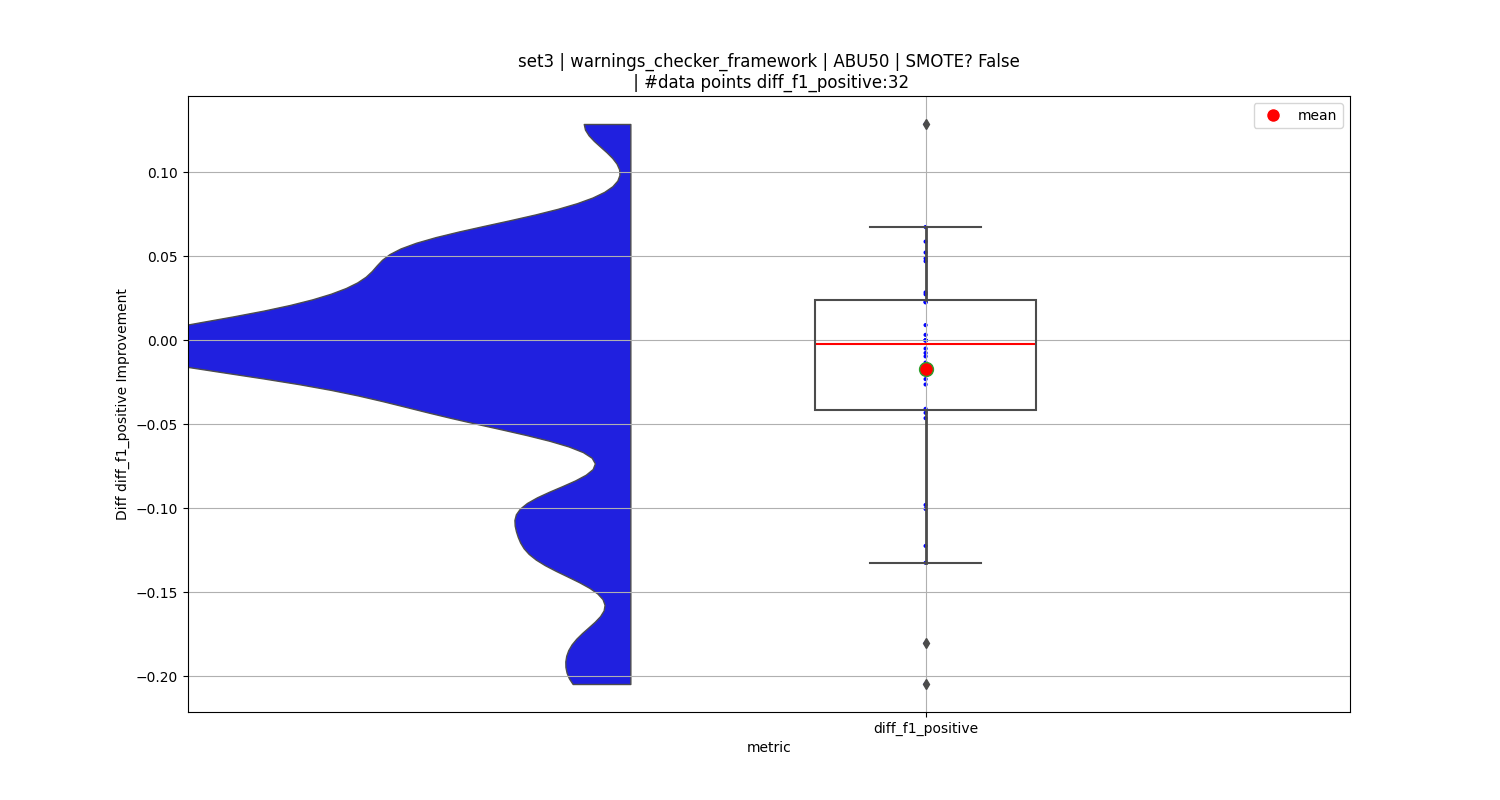 set3 | warnings_checker_framework | ABU50 | SMOTE? False
| #data points diff_f1_positive:32
mean
0.10
0.05
0.00
−0.05
−0.10
−0.15
−0.20
Diff diff_f1_positive Improvement
diff_f1_positive
metric